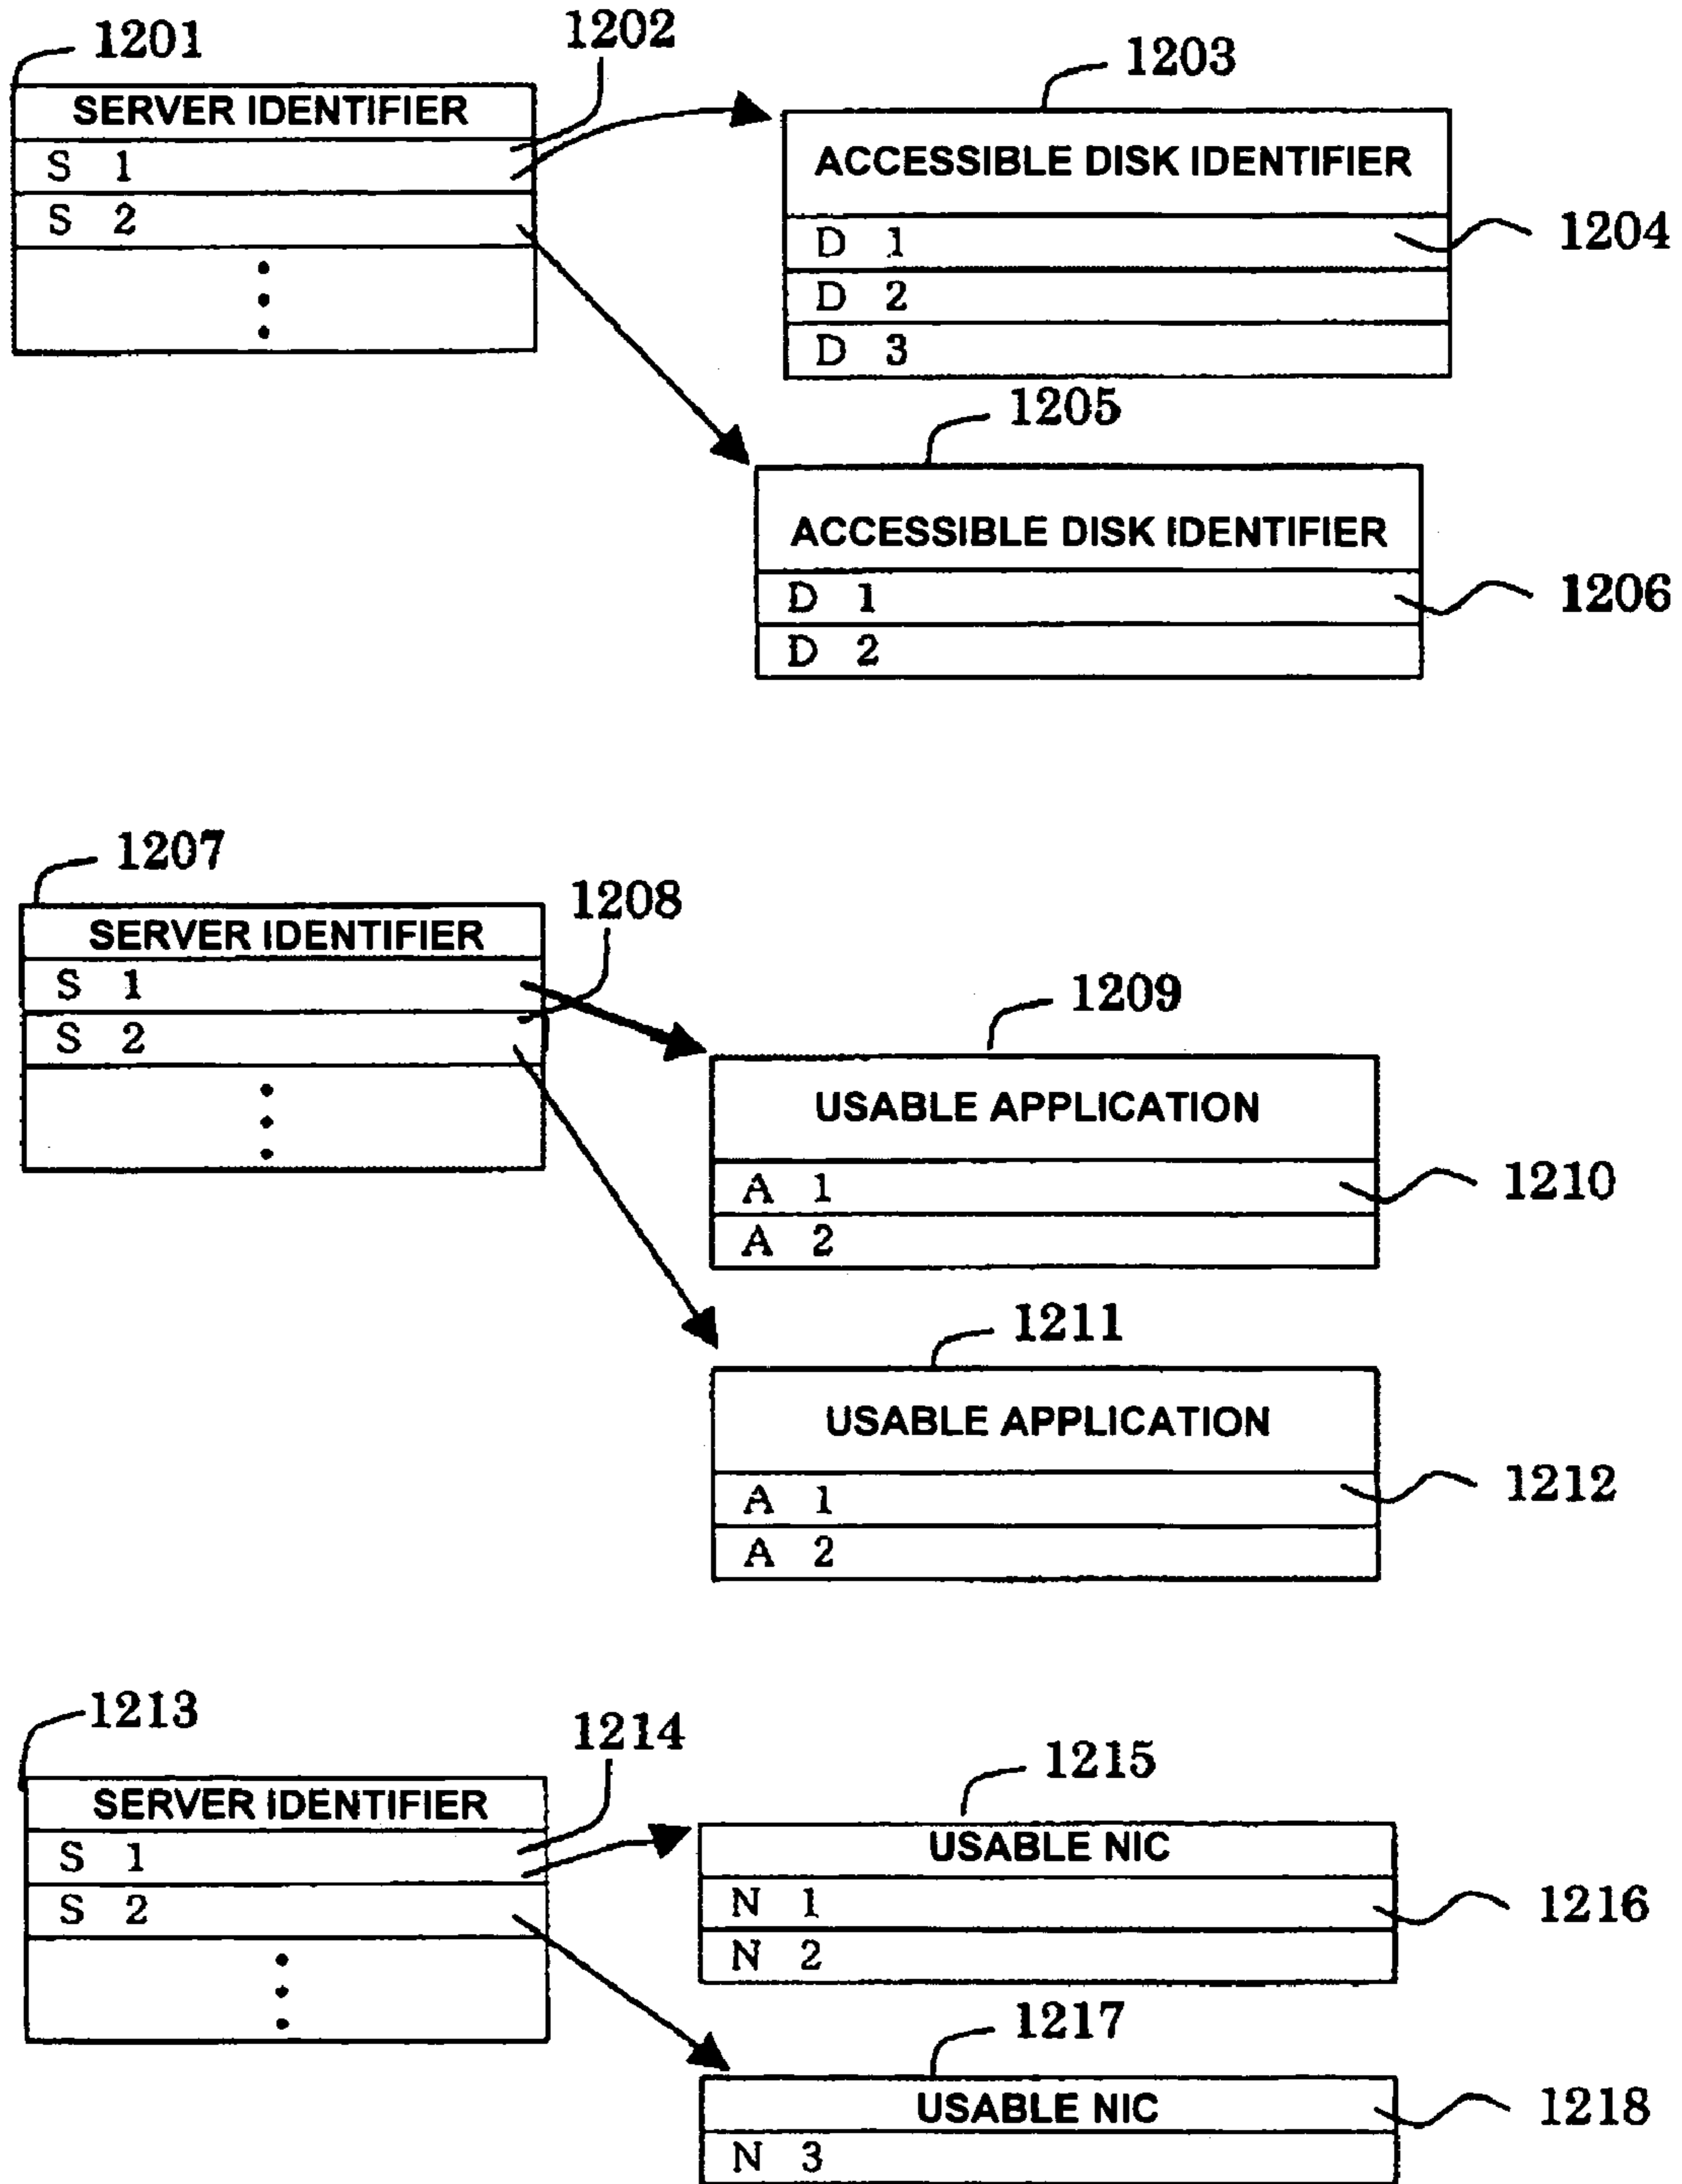 1201
1202
1203
SERVER IDENTIFIER
S 1
S 2
ACCESSIBLE DISK IDENTIFIER
D 1
1204
D 2
D 3
1205
ACCESSIBLE DISK IDENTIFIER
D 1
1206
D 2
1207
1208
SERVER IDENTIFIER
S 1
S 2
1209
USABLE APPLICATION
A 1
1210
A 2
1211
USABLE APPLICATION
A 1
1212
A 2
1213
1214
SERVER IDENTIFIER
S 1
S 2
1215
USABLE NIC
N 1
1216
N 2
1217
USABLE NIC
1218
N 3